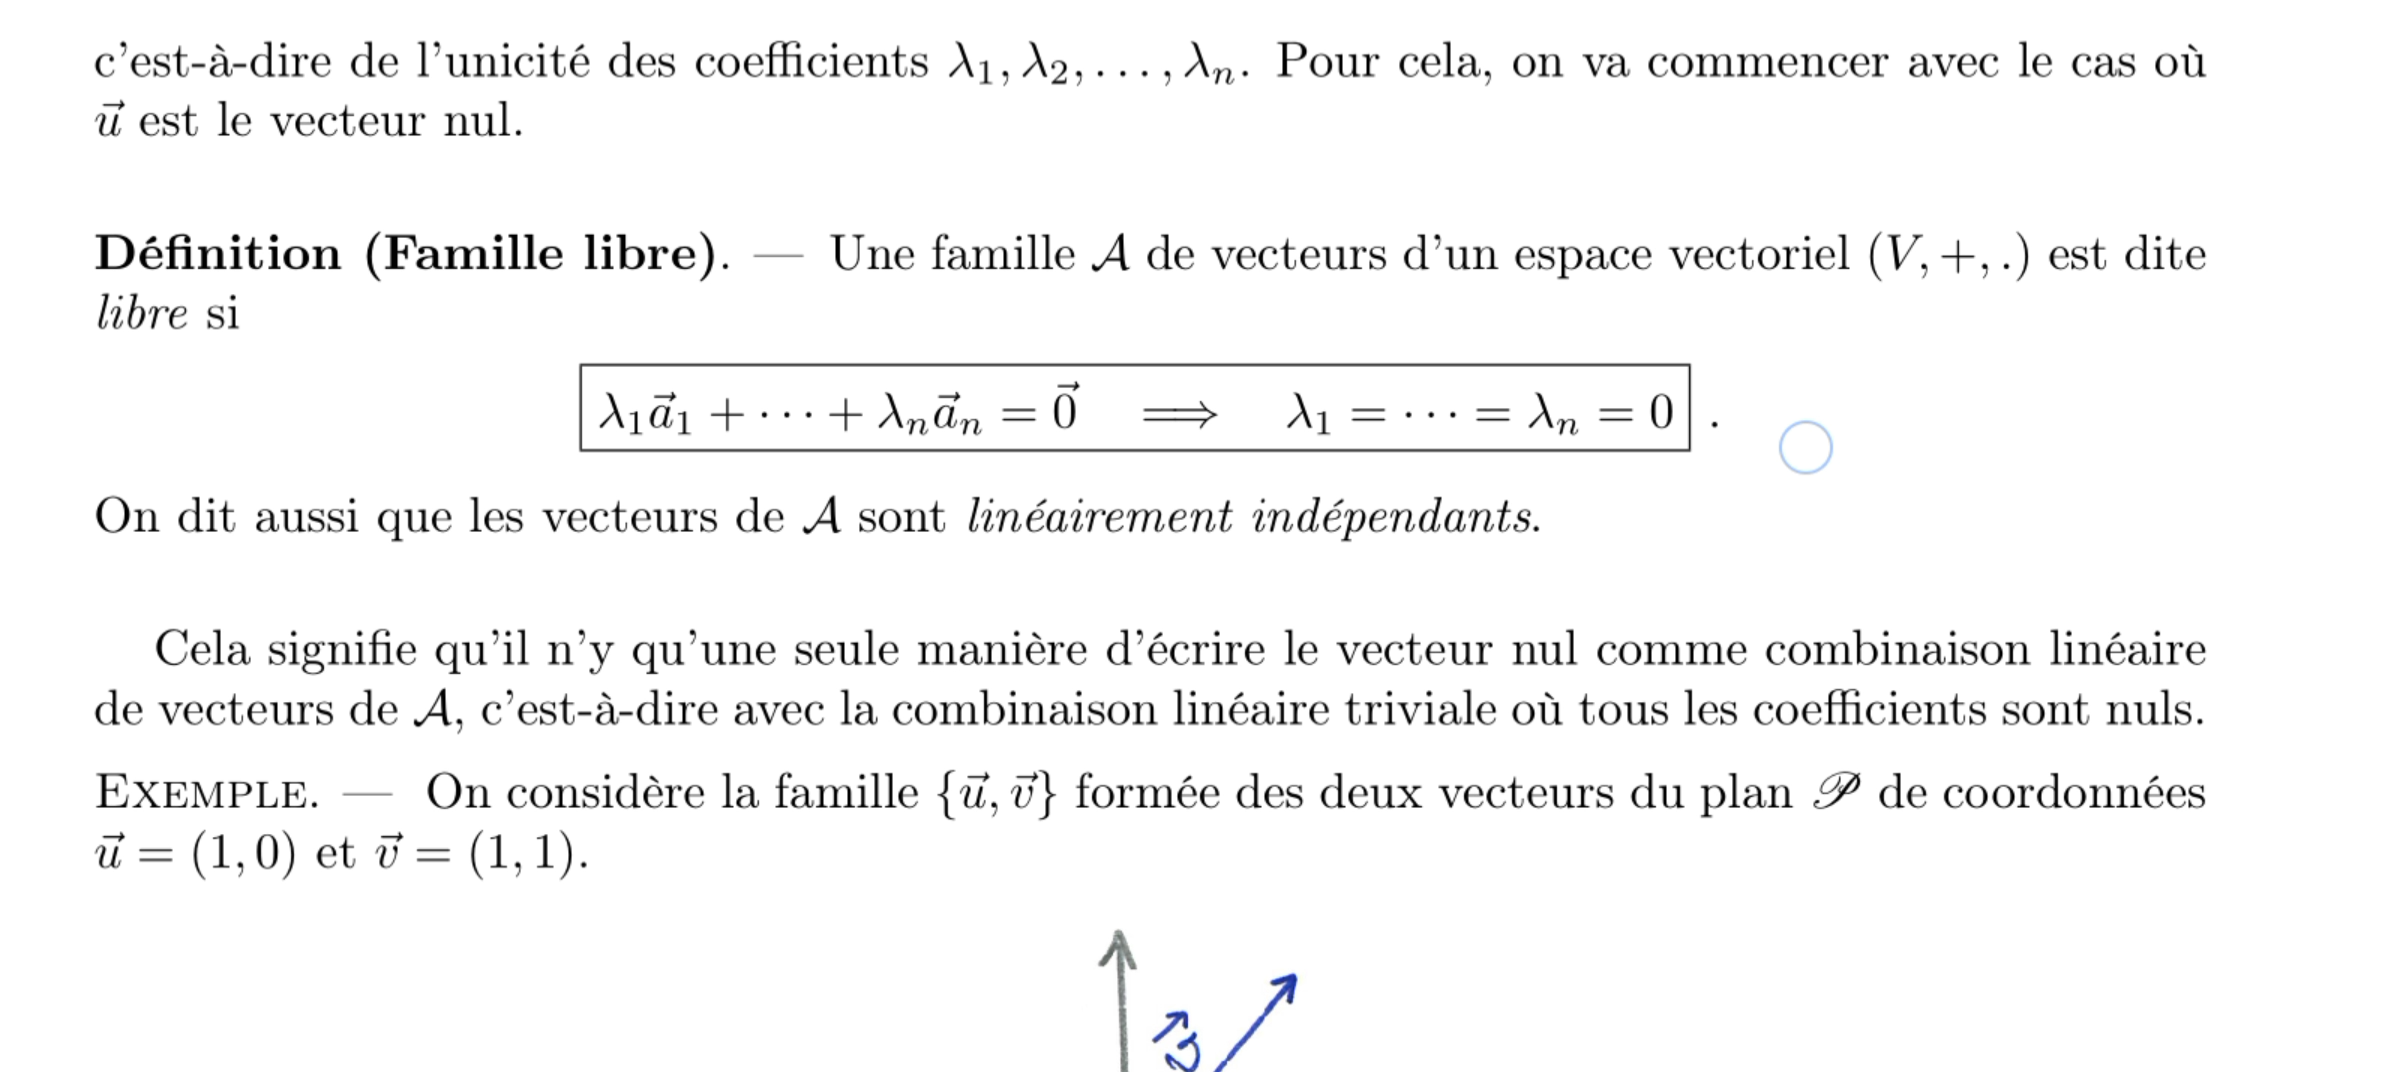 c'est-à-dire de l'unicité des coefficients λ₁, λ₂, . . . , λₙ. Pour cela, on va commencer avec le cas où
u⃗ est le vecteur nul.
Définition (Famille libre). — Une famille 𝒜 de vecteurs d'un espace vectoriel (V, +, .) est dite
libre si
λ₁a⃗₁ + · · · + λₙa⃗ₙ = 0⃗ ⟹ λ₁ = · · · = λₙ = 0 .
On dit aussi que les vecteurs de 𝒜 sont linéairement indépendants.
Cela signifie qu'il n'y qu'une seule manière d'écrire le vecteur nul comme combinaison linéaire
de vecteurs de 𝒜, c'est-à-dire avec la combinaison linéaire triviale où tous les coefficients sont nuls.
EXEMPLE. — On considère la famille {u⃗, v⃗} formée des deux vecteurs du plan 𝒫 de coordonnées
u⃗ = (1, 0) et v⃗ = (1, 1).